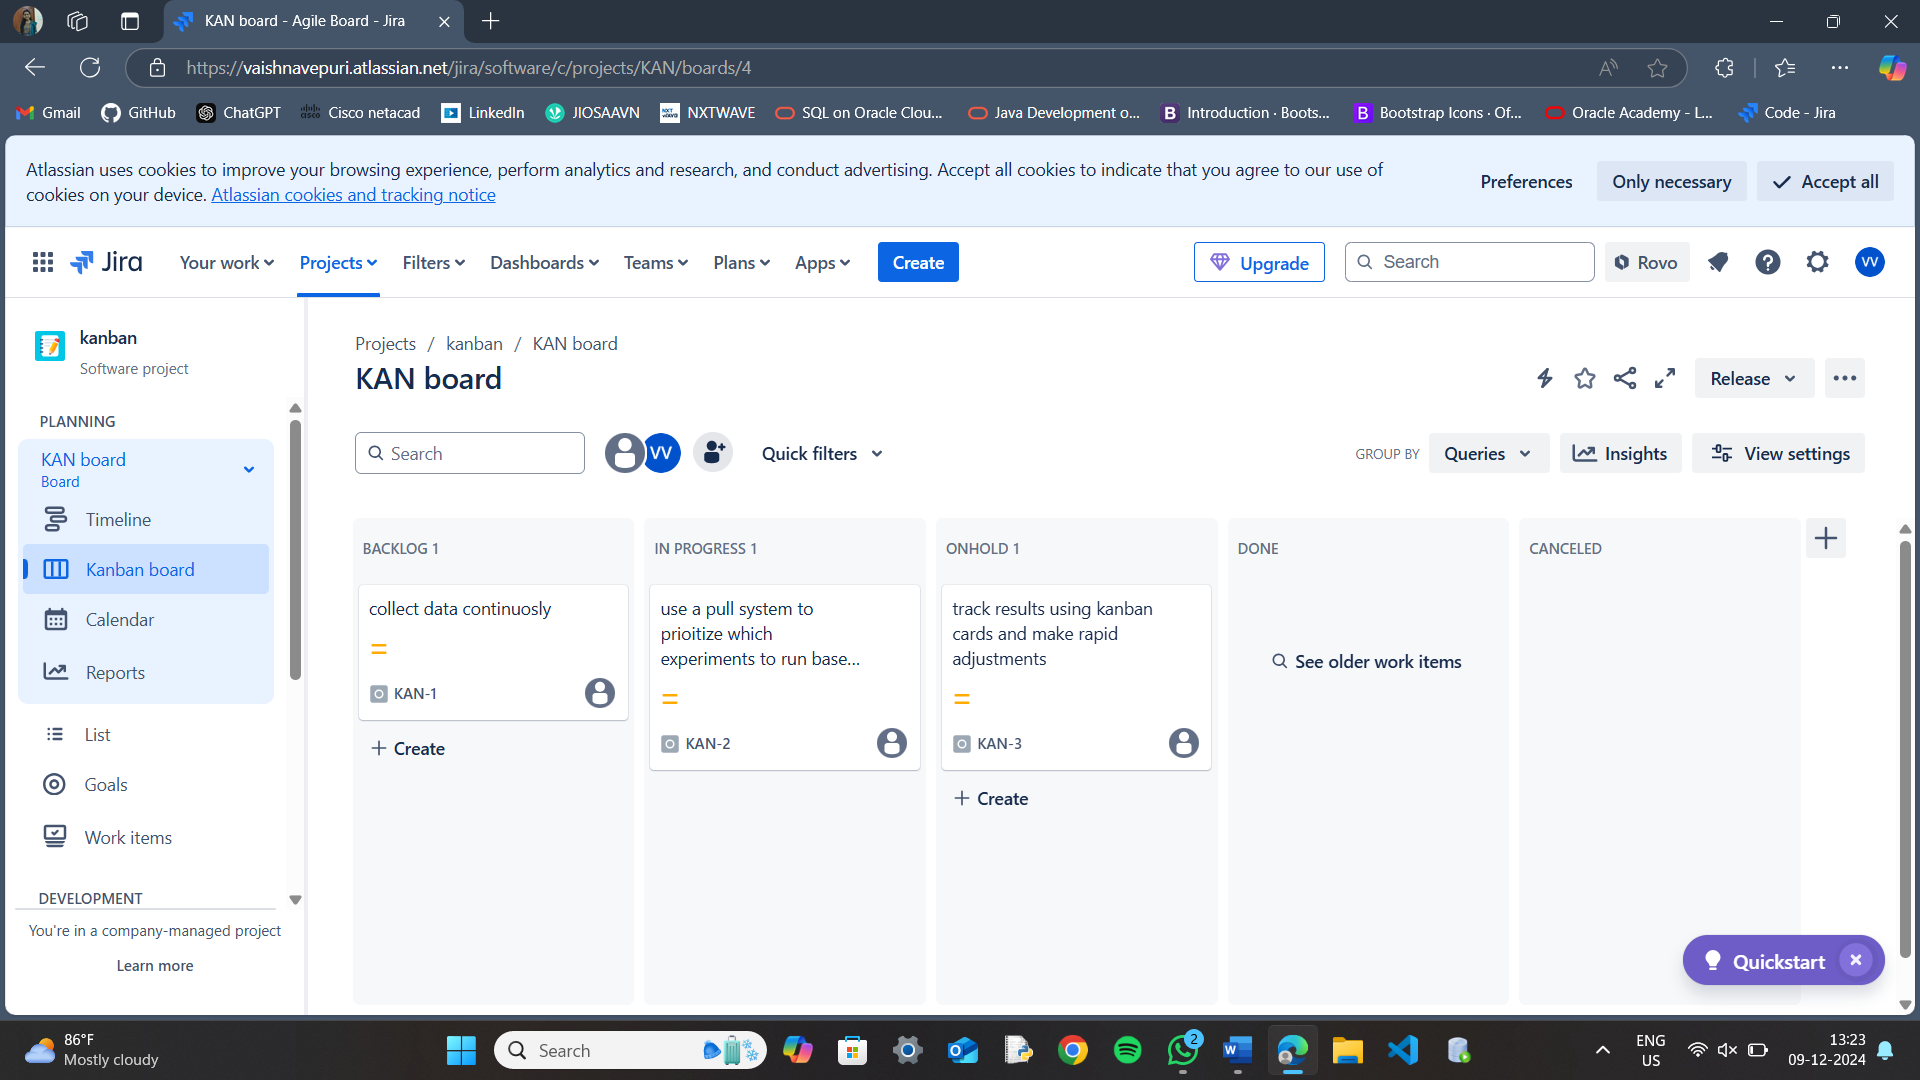 KAN board - Agile Board - Jira
https://vaishnavepuri.atlassian.net/jira/software/c/projects/KAN/boards/4
Gmail GitHub ChatGPT Cisco netacad LinkedIn JIOSAAVN NXTWAVE SQL on Oracle Clou... Java Development o... Introduction · Boots... Bootstrap Icons · Of... Oracle Academy - L... Code - Jira
Atlassian uses cookies to improve your browsing experience, perform analytics and research, and conduct advertising. Accept all cookies to indicate that you agree to our use of
cookies on your device. Atlassian cookies and tracking notice
Preferences Only necessary Accept all
Jira Your work Projects Filters Dashboards Teams Plans Apps Create Upgrade Search Rovo VV
kanban
Software project
PLANNING
KAN board
Board
Timeline
Kanban board
Calendar
Reports
List
Goals
Work items
DEVELOPMENT
You're in a company-managed project
Learn more
Projects / kanban / KAN board
KAN board
Release
Search VV Quick filters GROUP BY Queries Insights View settings
BACKLOG 1
collect data continuosly
KAN-1
Create
IN PROGRESS 1
use a pull system to
prioitize which
experiments to run base...
KAN-2
ONHOLD 1
track results using kanban
cards and make rapid
adjustments
KAN-3
Create
DONE
See older work items
CANCELED
Quickstart
86°F
Mostly cloudy
Search
2
ENG
US
13:23
09-12-2024